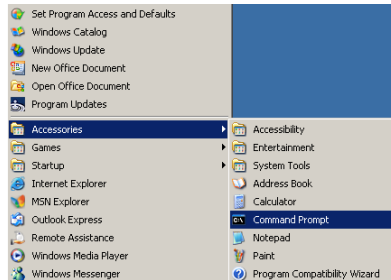 Set Program Access and Defaults
Windows Catalog
Windows Update
New Office Document
Open Office Document
Program Updates
Accessories
Games
Startup
Internet Explorer
MSN Explorer
Outlook Express
Remote Assistance
Windows Media Player
Windows Messenger
Accessibility
Entertainment
System Tools
Address Book
Calculator
Command Prompt
Notepad
Paint
Program Compatibility Wizard